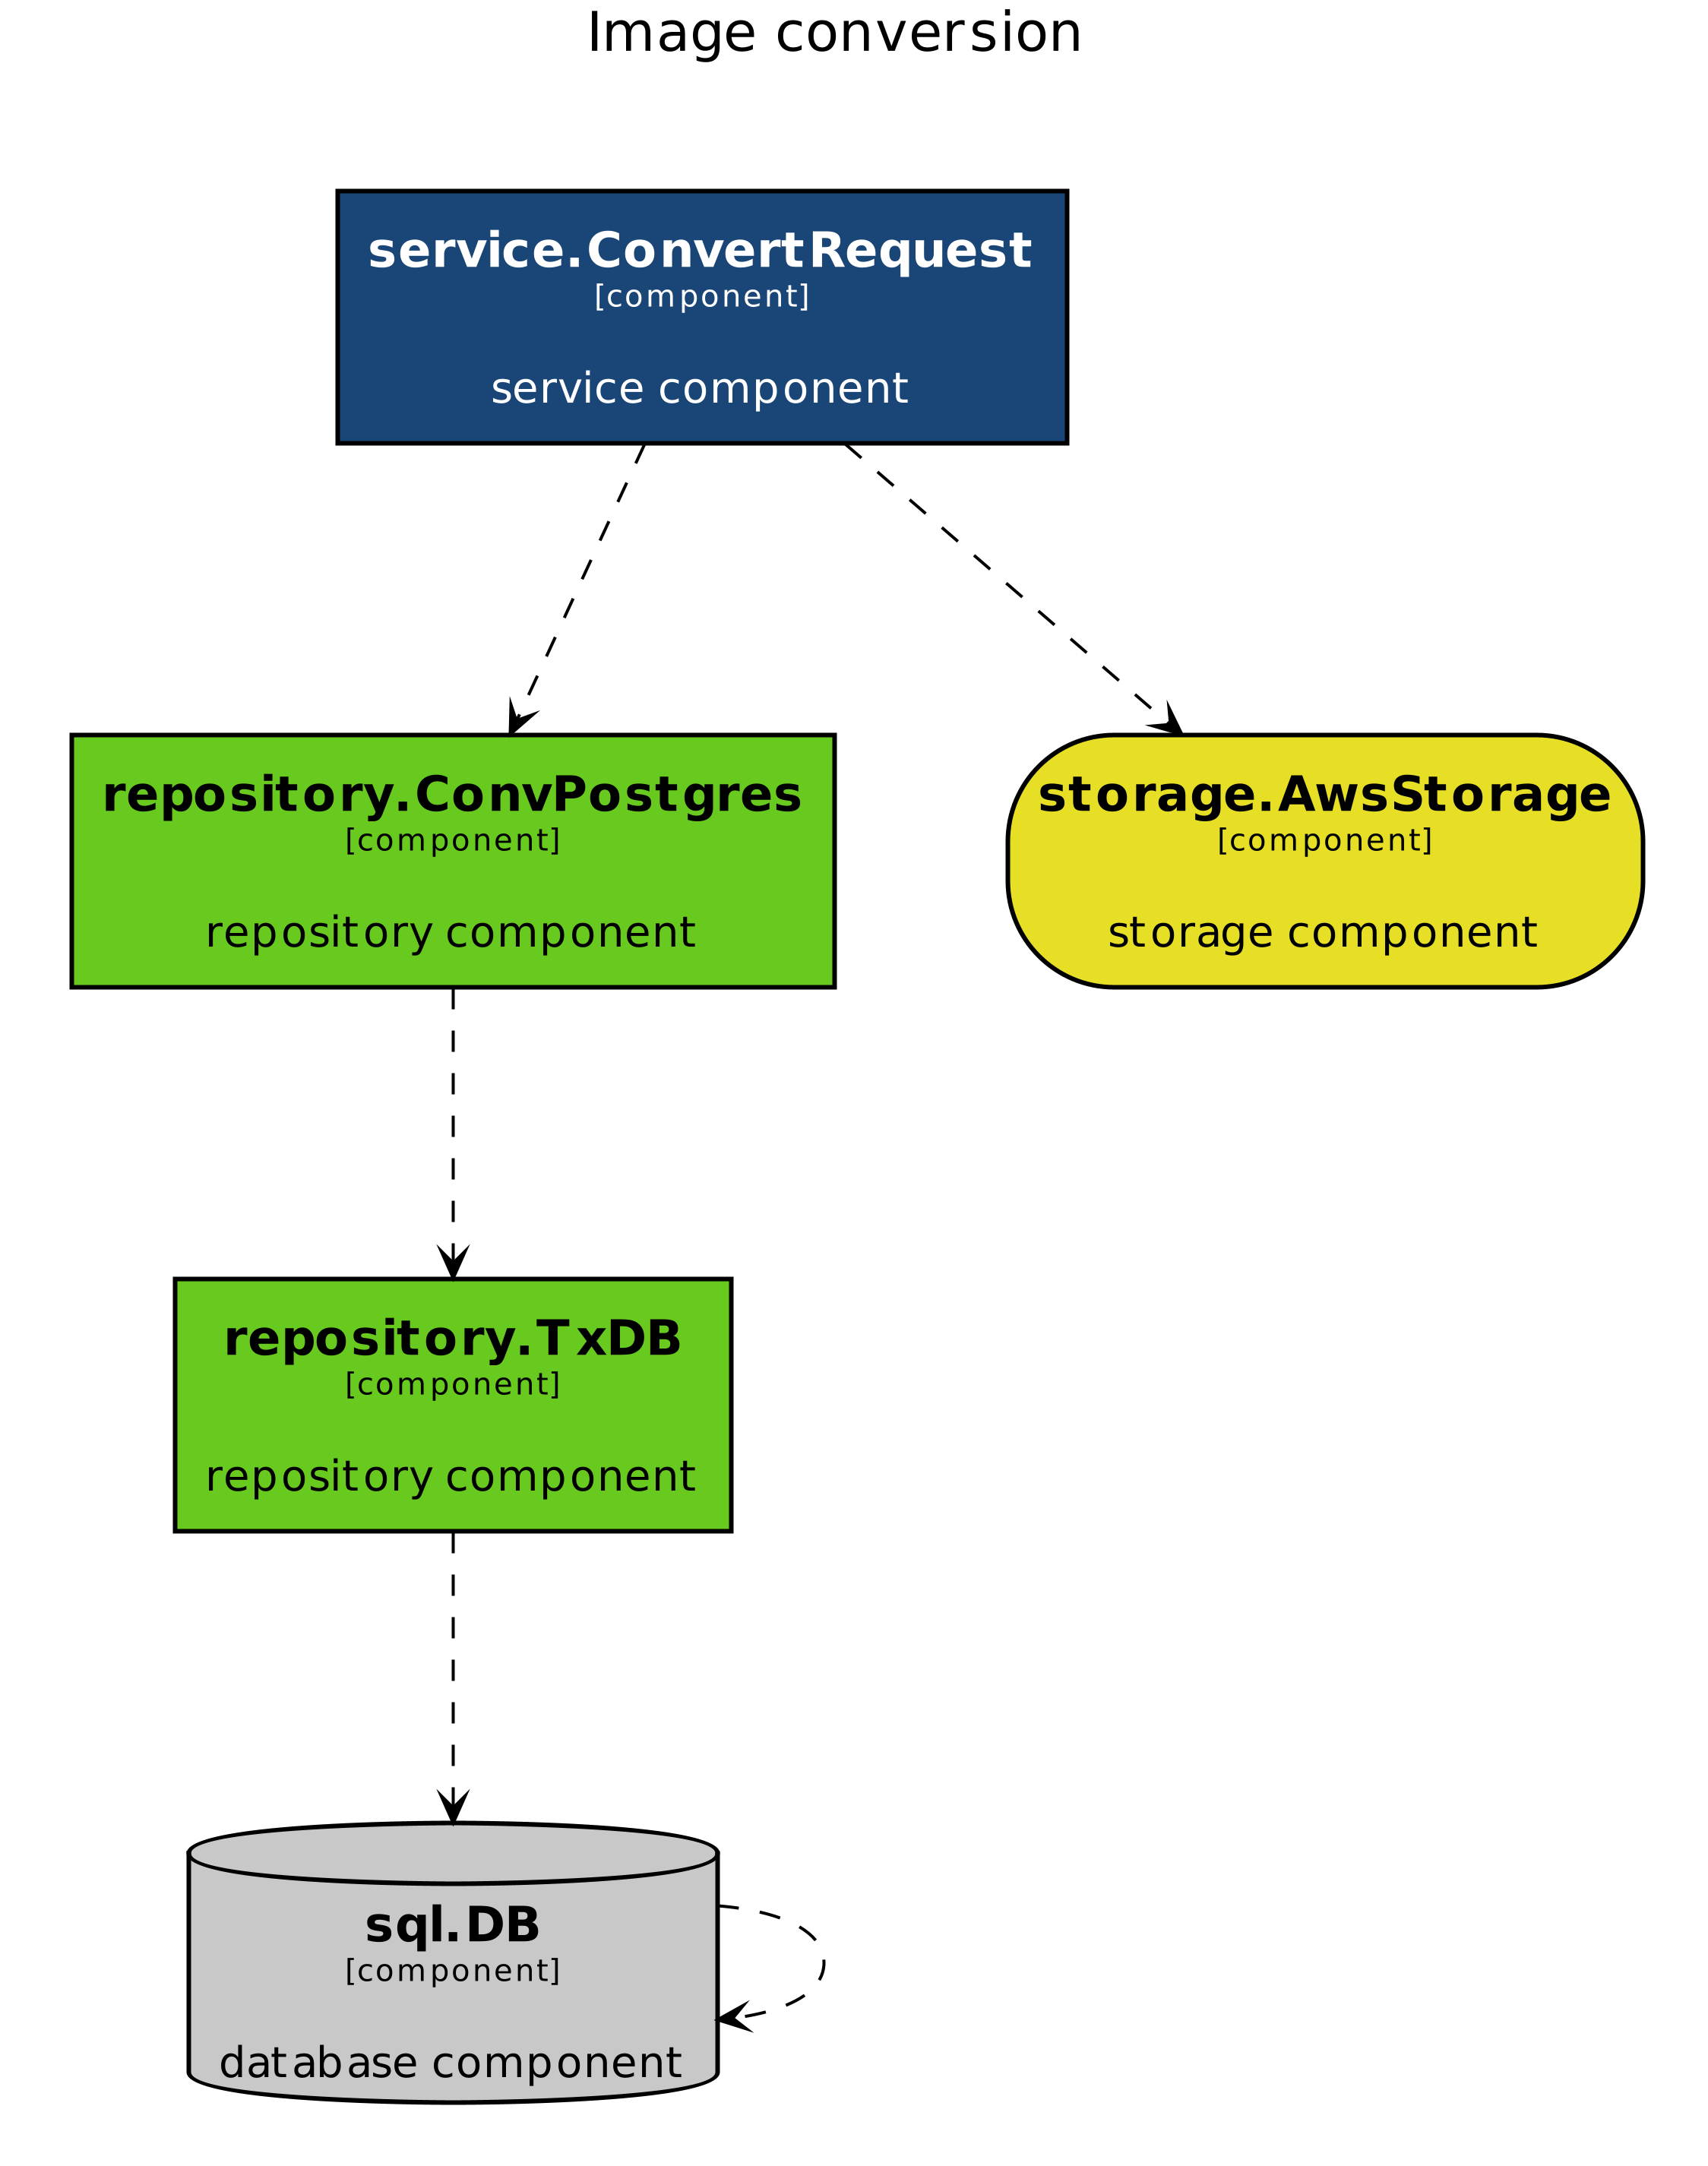 Image conversion
service.ConvertRequest
[component]
service component
repository.ConvPostgres
[component]
repository component
storage.AwsStorage
[component]
storage component
repository.TxDB
[component]
repository component
sql.DB
[component]
database component